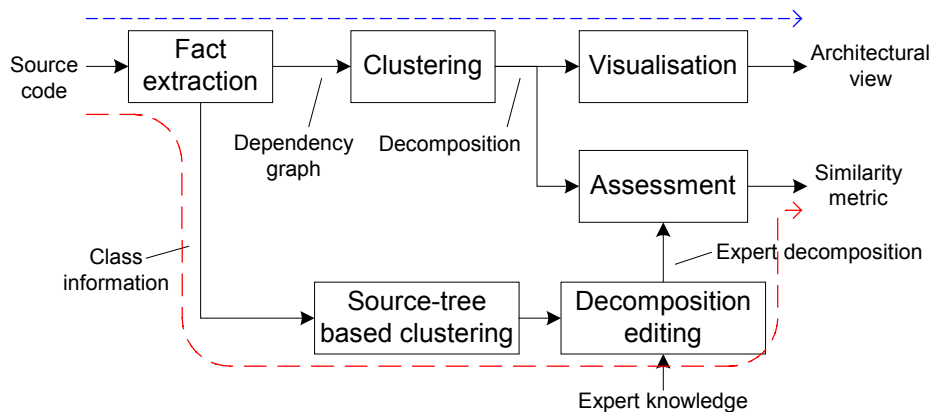 Source
code
Fact
extraction
Clustering
Visualisation
Architectural
view
Dependency
graph
Decomposition
Assessment
Similarity
metric
Class
information
Expert decomposition
Source-tree
based clustering
Decomposition
editing
Expert knowledge